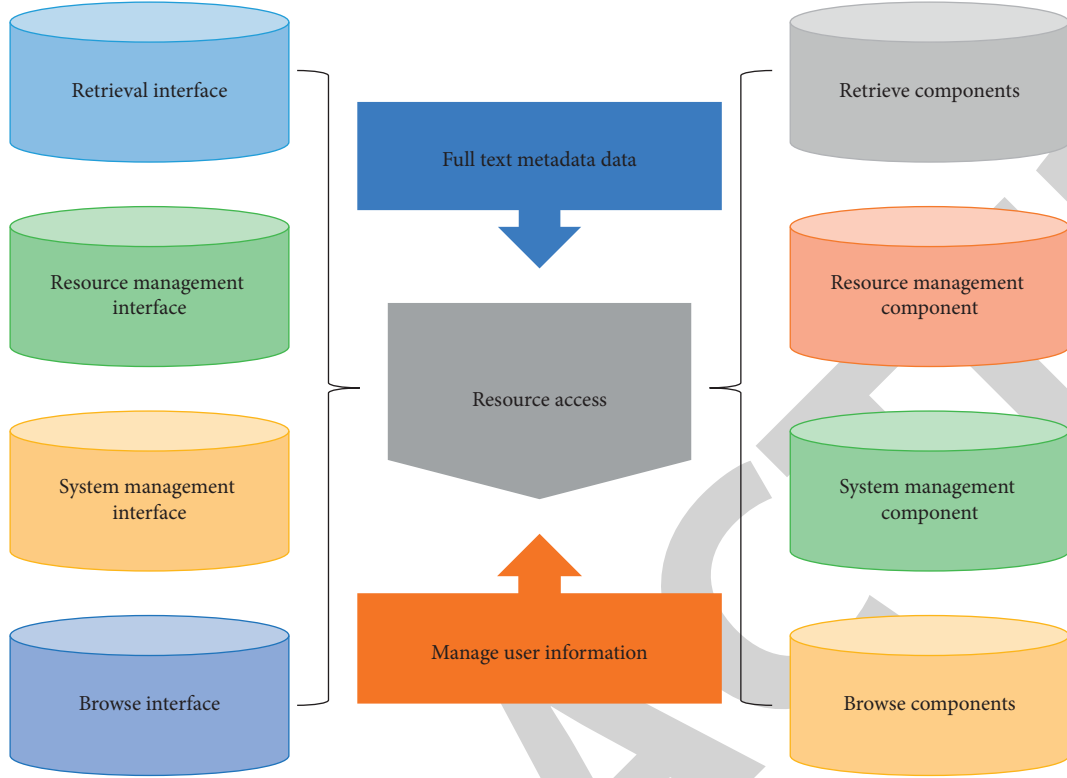 Retrieval interface
Resource management
interface
System management
interface
Browse interface
Full text metadata data
Resource access
Manage user information
Retrieve components
Resource management
component
System management
component
Browse components